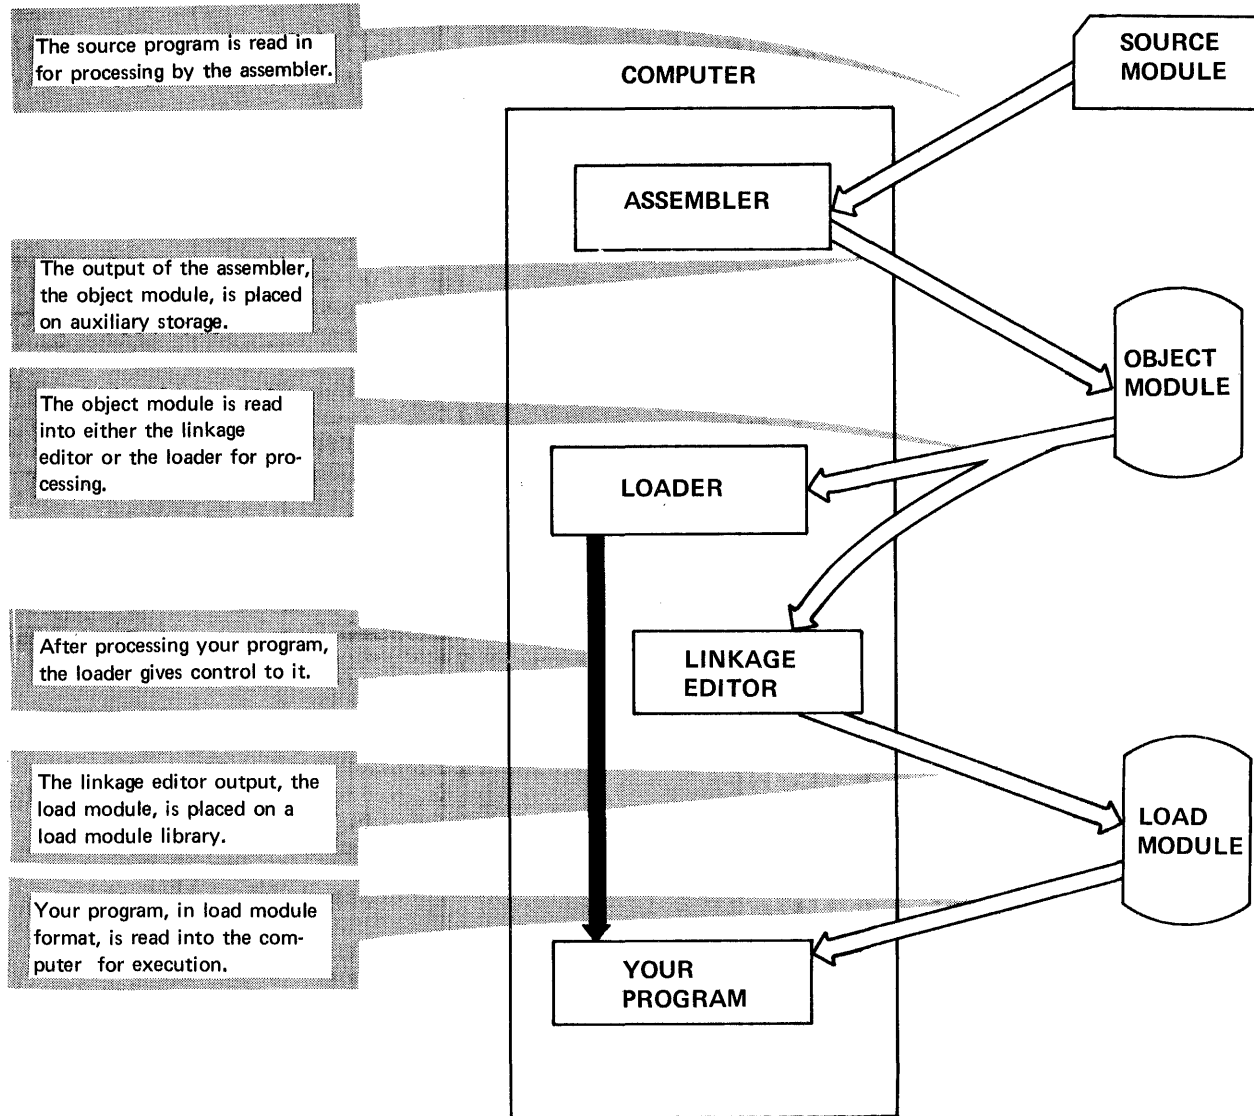 The source program is read in
for processing by the assembler.
COMPUTER
SOURCE
MODULE
ASSEMBLER
The output of the assembler,
the object module, is placed
on auxiliary storage.
OBJECT
MODULE
The object module is read
into either the linkage
editor or the loader for pro-
cessing.
LOADER
After processing your program,
the loader gives control to it.
LINKAGE
EDITOR
The linkage editor output, the
load module, is placed on a
load module library.
LOAD
MODULE
Your program, in load module
format, is read into the com-
puter for execution.
YOUR
PROGRAM